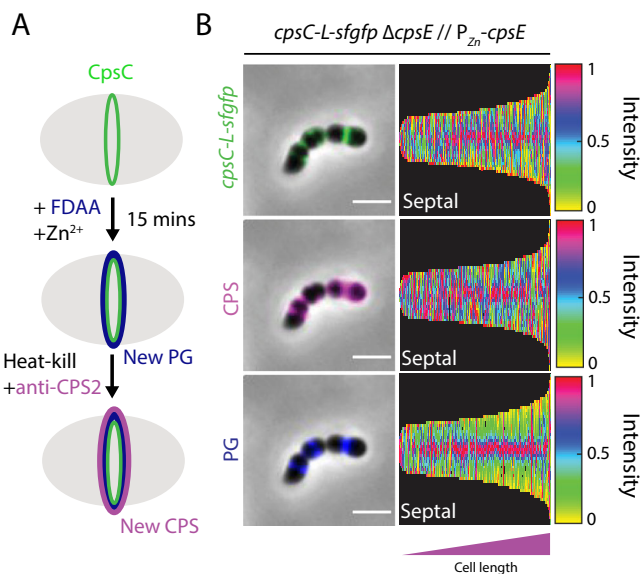 A
CpsC
+ FDAA
+Zn²⁺
15 mins
New PG
Heat-kill
+anti-CPS2
New CPS
B
cpsC-L-sfgfp ΔcpsE // P_Zn-cpsE
cpsC-L-sfgfp
Septal
1
0.5
0
Intensity
CPS
Septal
1
0.5
0
Intensity
PG
Septal
1
0.5
0
Intensity
Cell length